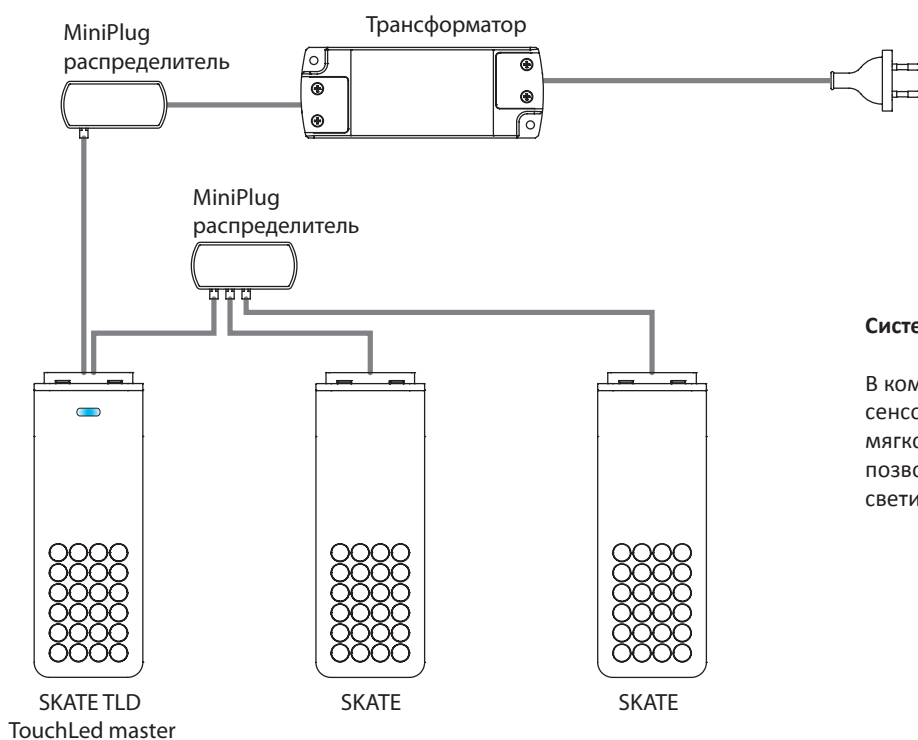 MiniPlug
распределитель
Трансформатор
MiniPlug
распределитель
SKATE TLD
TouchLed master
SKATE
SKATE